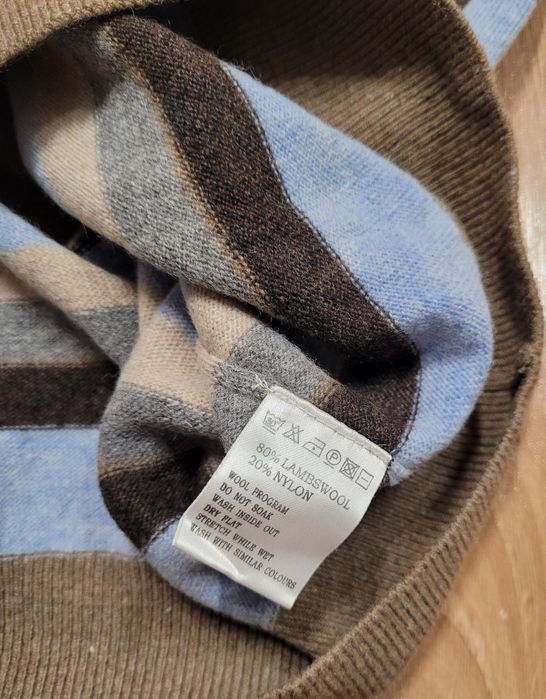 30°
P
80% LAMBSWOOL
20% NYLON
WOOL PROGRAM
DO NOT SOAK
WASH INSIDE OUT
DRY FLAT
STRETCH WHILE WET
WASH WITH SIMILAR COLOURS